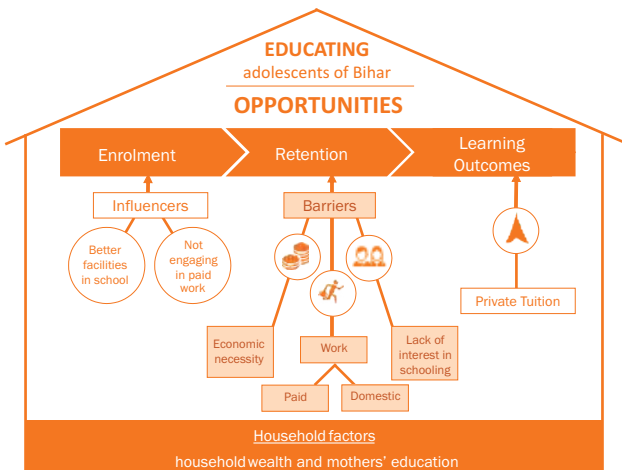 EDUCATING
adolescents of Bihar
OPPORTUNITIES
Enrolment
Retention
Learning
Outcomes
Influencers
Better
facilities
in school
Not
engaging
in paid
work
Barriers
Economic
necessity
Work
Paid
Domestic
Lack of
interest in
schooling
Private Tuition
Household factors
household wealth and mothers’ education